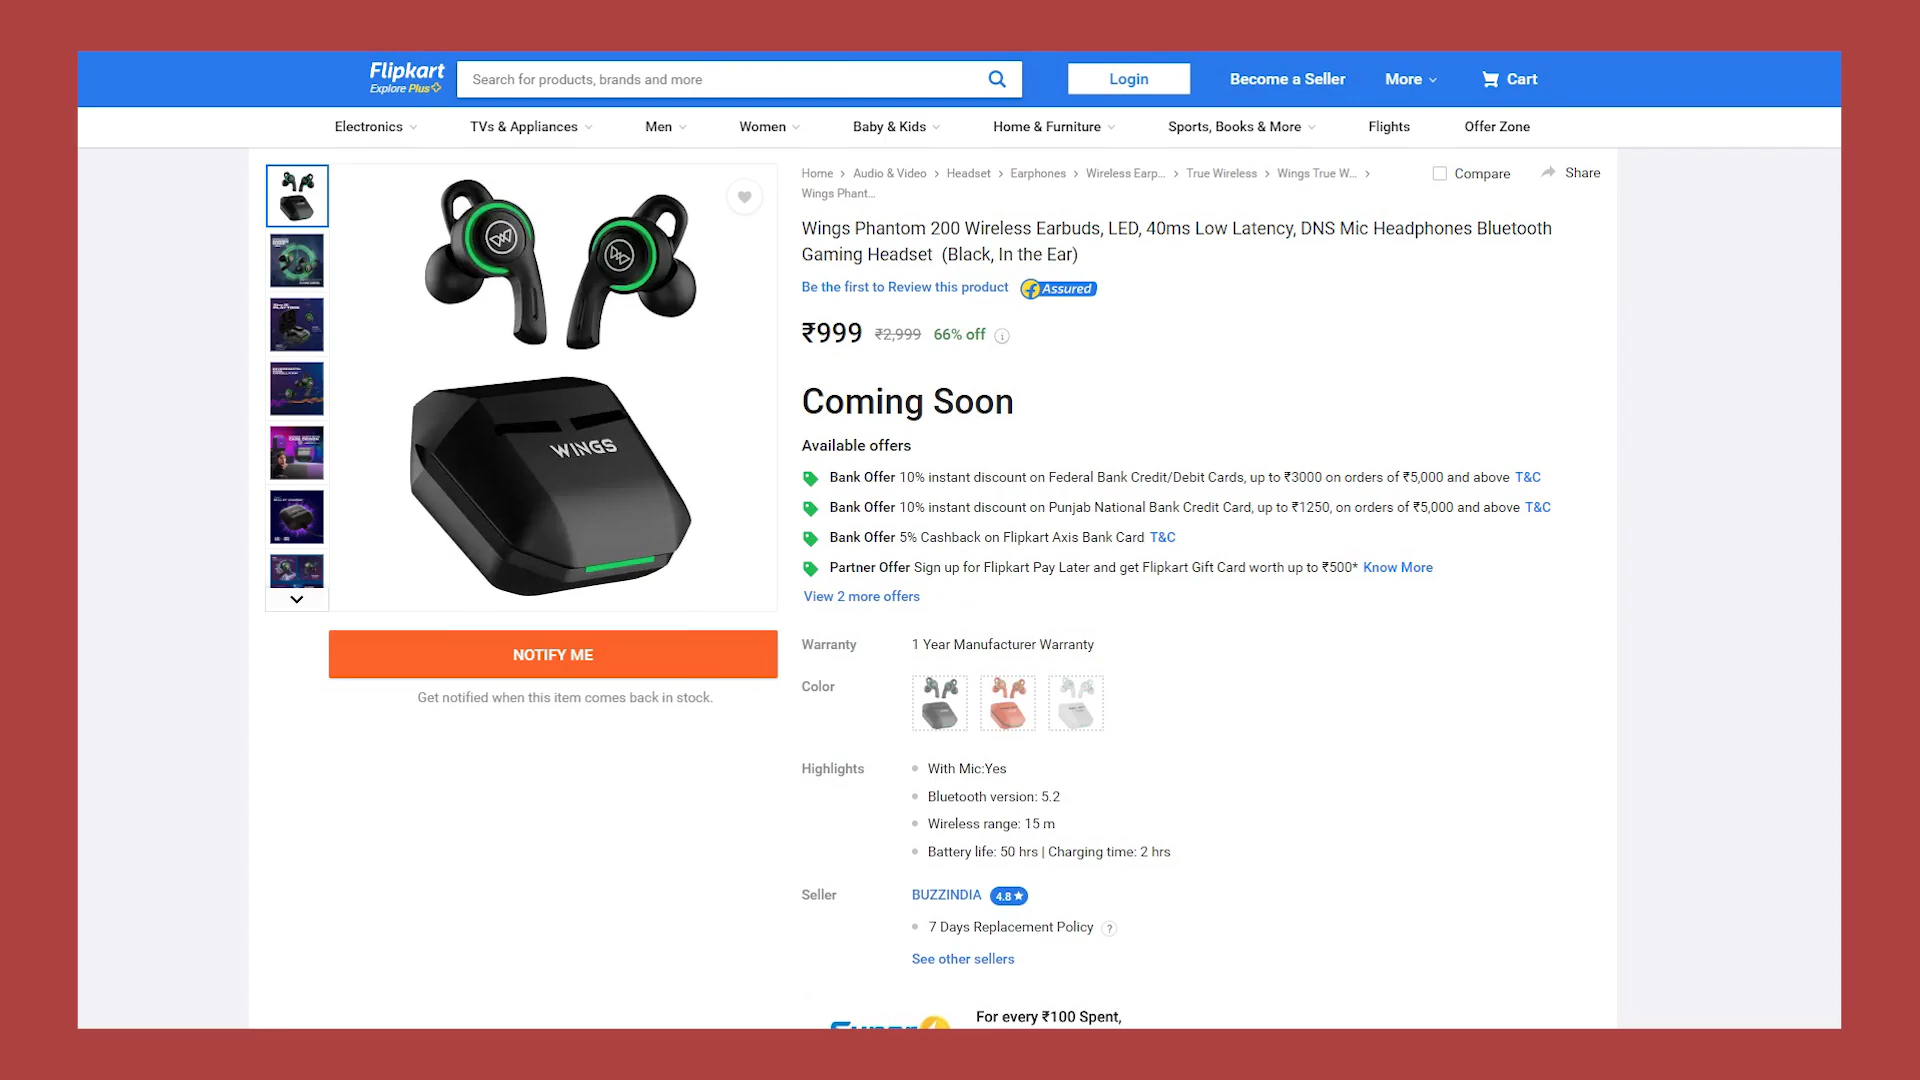 Flipkart
Explore Plus
Search for products, brands and more
Login
Become a Seller
More
Cart
Electronics
TVs & Appliances
Men
Women
Baby & Kids
Home & Furniture
Sports, Books & More
Flights
Offer Zone
Home
Audio & Video
Headset
Earphones
Wireless Earp...
True Wireless
Wings True W...
Wings Phant...
Compare
Share
Wings Phantom 200 Wireless Earbuds, LED, 40ms Low Latency, DNS Mic Headphones Bluetooth
Gaming Headset (Black, In the Ear)
Be the first to Review this product
Assured
₹999 ₹2,999 66% off
WINGS
Coming Soon
Available offers
Bank Offer 10% instant discount on Federal Bank Credit/Debit Cards, up to ₹3000 on orders of ₹5,000 and above T&C
Bank Offer 10% instant discount on Punjab National Bank Credit Card, up to ₹1250, on orders of ₹5,000 and above T&C
Bank Offer 5% Cashback on Flipkart Axis Bank Card T&C
Partner Offer Sign up for Flipkart Pay Later and get Flipkart Gift Card worth up to ₹500* Know More
View 2 more offers
NOTIFY ME
Get notified when this item comes back in stock.
Warranty
1 Year Manufacturer Warranty
Color
Highlights
With Mic:Yes
Bluetooth version: 5.2
Wireless range: 15 m
Battery life: 50 hrs | Charging time: 2 hrs
Seller
BUZZINDIA 4.8★
7 Days Replacement Policy ?
See other sellers
For every ₹100 Spent,